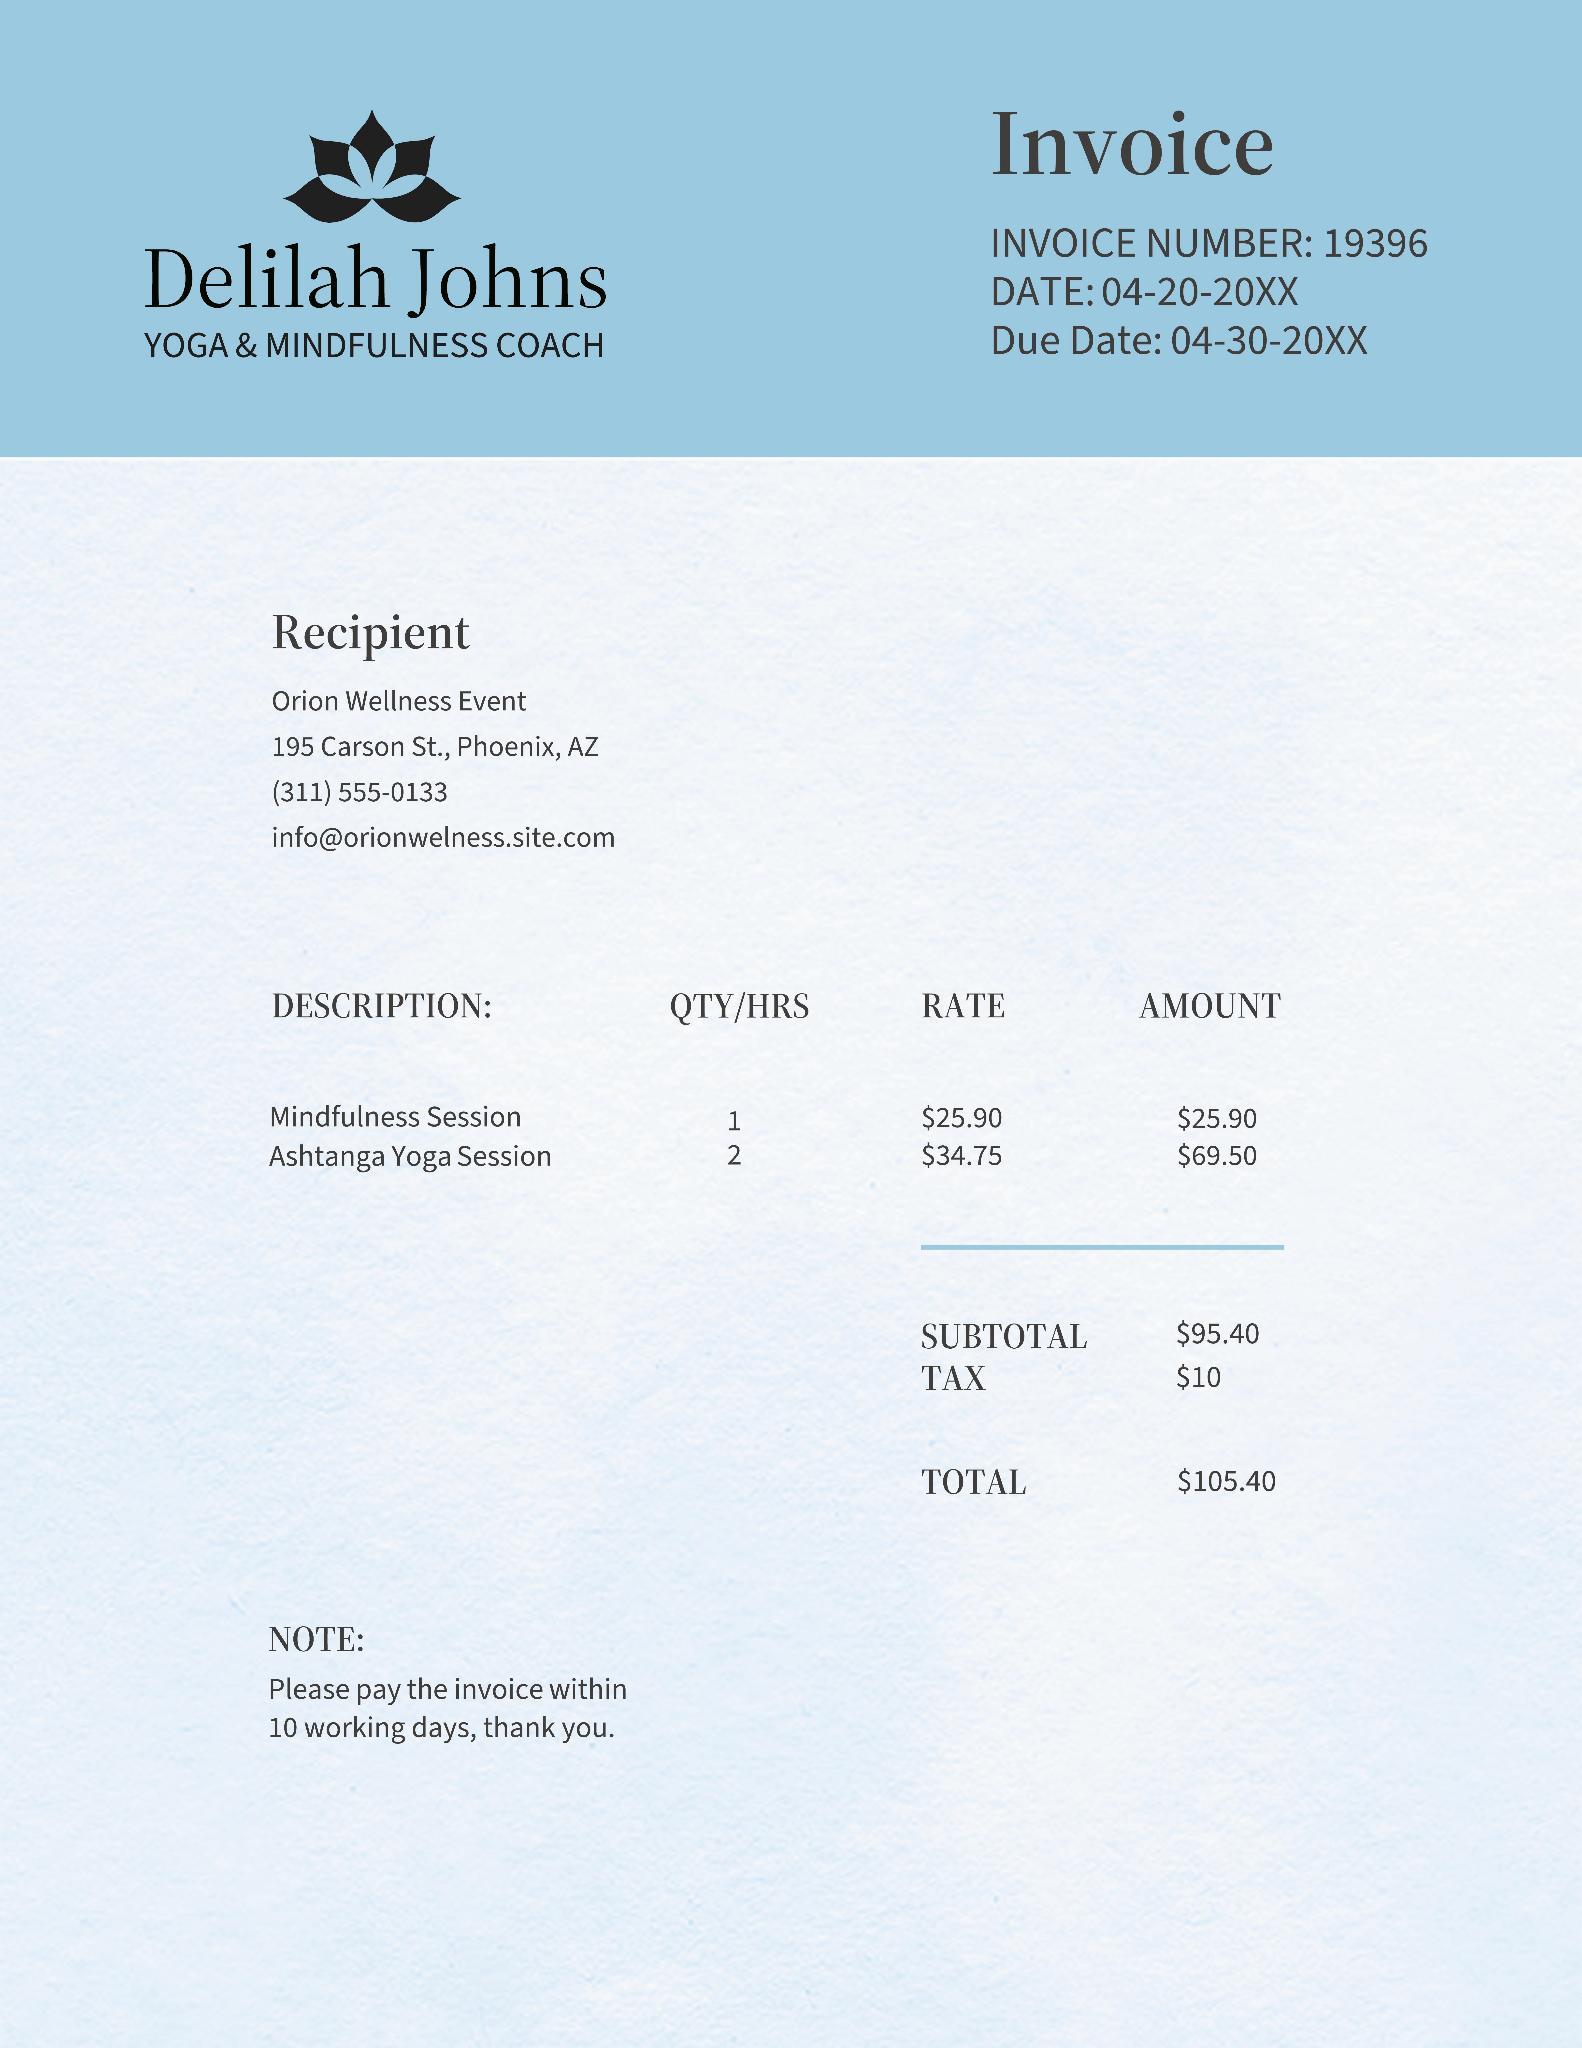 Delilah Johns
YOGA & MINDFULNESS COACH
Invoice
INVOICE NUMBER: 19396
DATE: 04-20-20XX
Due Date: 04-30-20XX
Recipient
Orion Wellness Event
195 Carson St., Phoenix, AZ
(311) 555-0133
info@orionwelness.site.com
DESCRIPTION: QTY/HRS RATE AMOUNT
Mindfulness Session 1 $25.90 $25.90
Ashtanga Yoga Session 2 $34.75 $69.50
SUBTOTAL $95.40
TAX $10
TOTAL $105.40
NOTE:
Please pay the invoice within
10 working days, thank you.